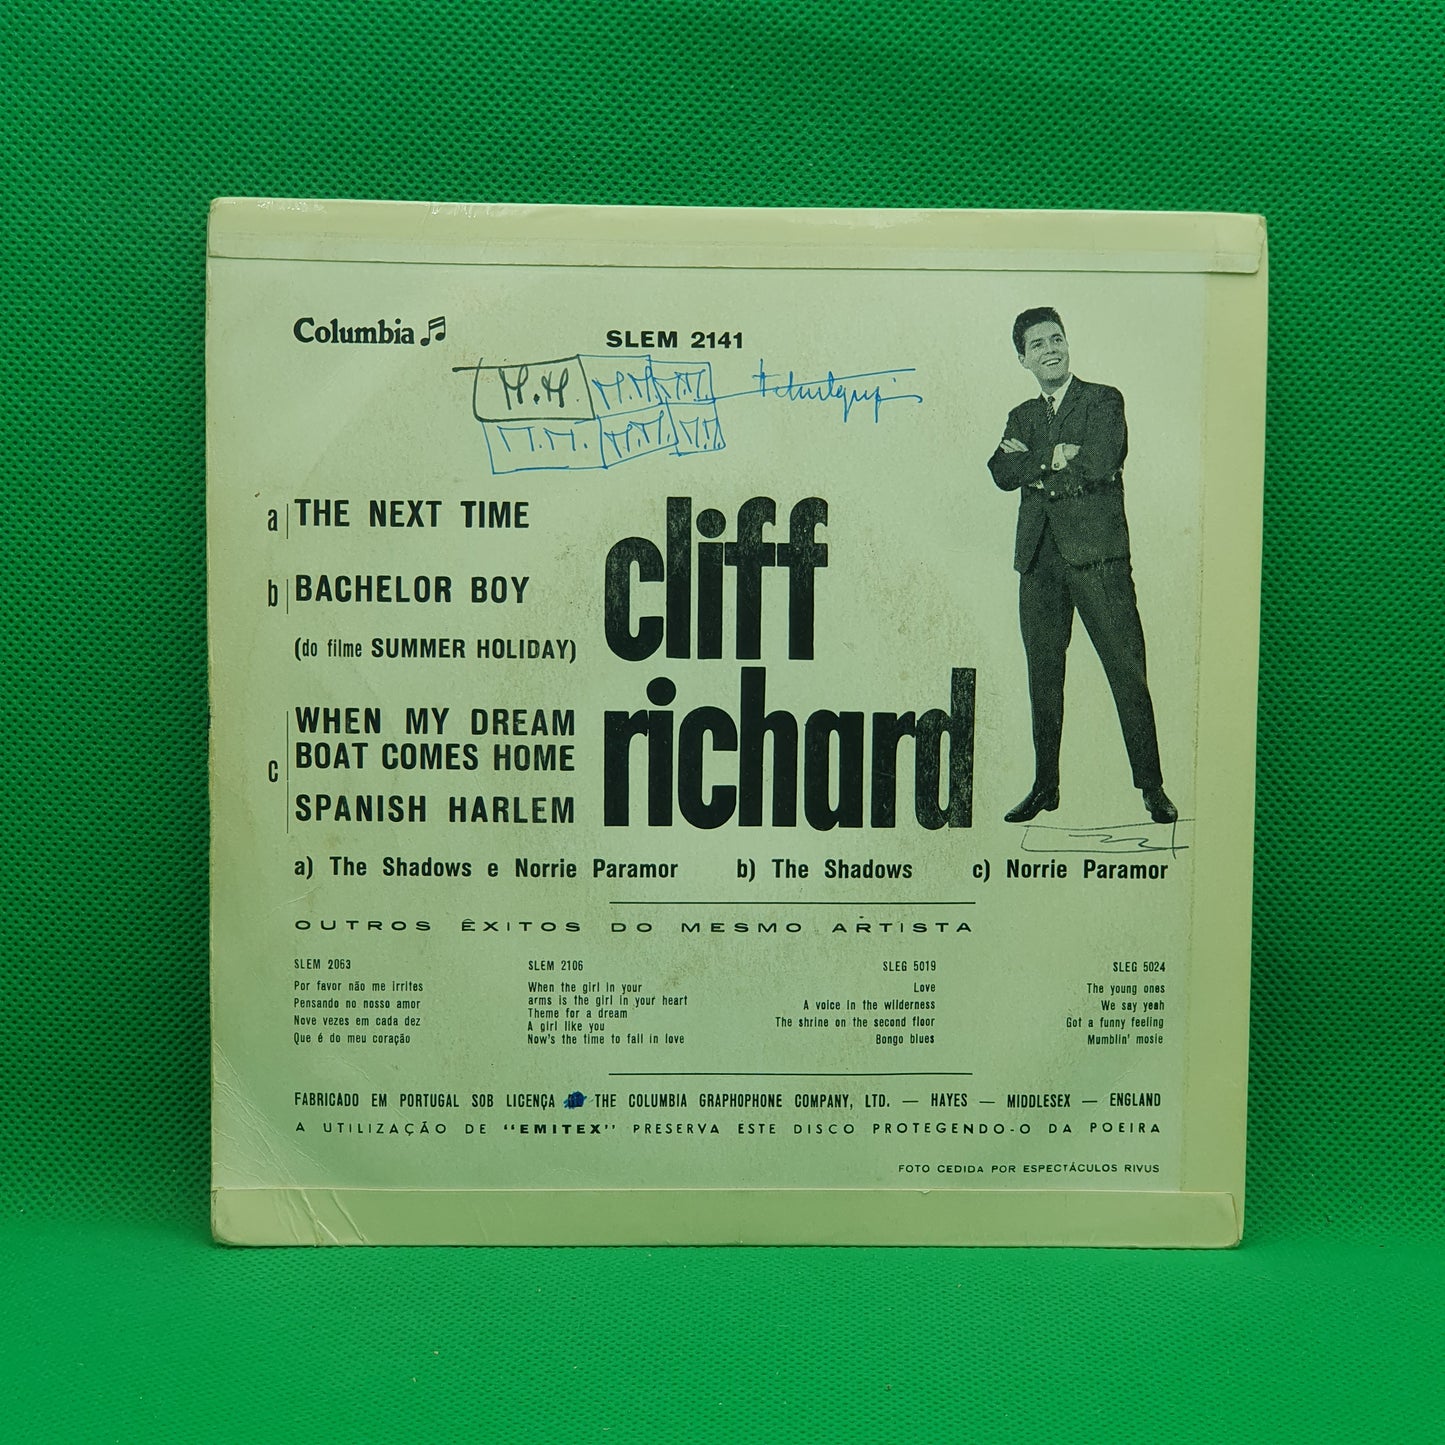 Columbia
SLEM 2141
M.M. M.M. M.M.
M.M. M.M. M.M.
a THE NEXT TIME
b BACHELOR BOY
(do filme SUMMER HOLIDAY)
c WHEN MY DREAM
BOAT COMES HOME
SPANISH HARLEM
cliff
richard
a) The Shadows e Norrie Paramor b) The Shadows c) Norrie Paramor
OUTROS ÊXITOS DO MESMO ARTISTA
SLEM 2063
Por favor não me irrites
Pensando no nosso amor
Nove vezes em cada dez
Que é do meu coração
SLEM 2106
When the girl in your
arms is the girl in your heart
Theme for a dream
A girl like you
Now's the time to fall in love
SLEG 5019
Love
A voice in the wilderness
The shrine on the second floor
Bongo blues
SLEG 5024
The young ones
We say yeah
Got a funny feeling
Mumblin' mosie
FABRICADO EM PORTUGAL SOB LICENÇA THE COLUMBIA GRAPHOPHONE COMPANY, LTD. — HAYES — MIDDLESEX — ENGLAND
A UTILIZAÇÃO DE "EMITEX" PRESERVA ESTE DISCO PROTEGENDO-O DA POEIRA
FOTO CEDIDA POR ESPECTÁCULOS RIVUS